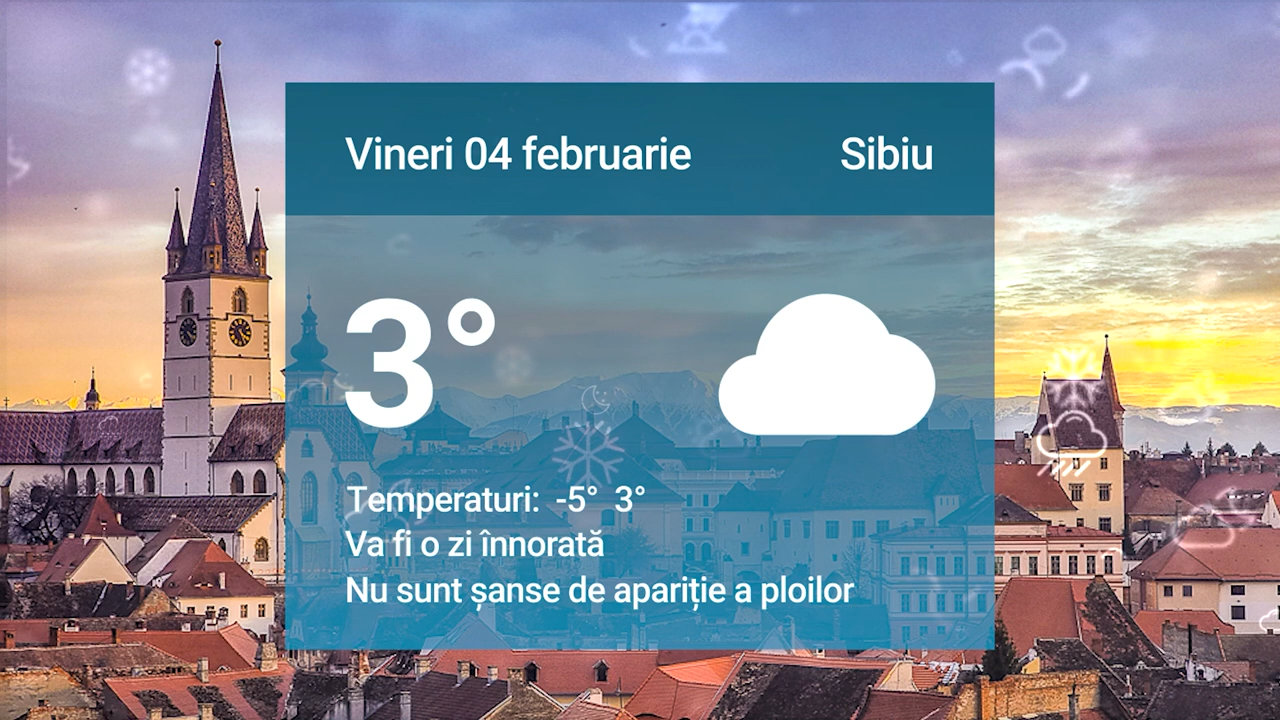 Vineri 04 februarie
Sibiu
3°
Temperaturi: -5° 3°
Va fi o zi înnorată
Nu sunt șanse de apariție a ploilor